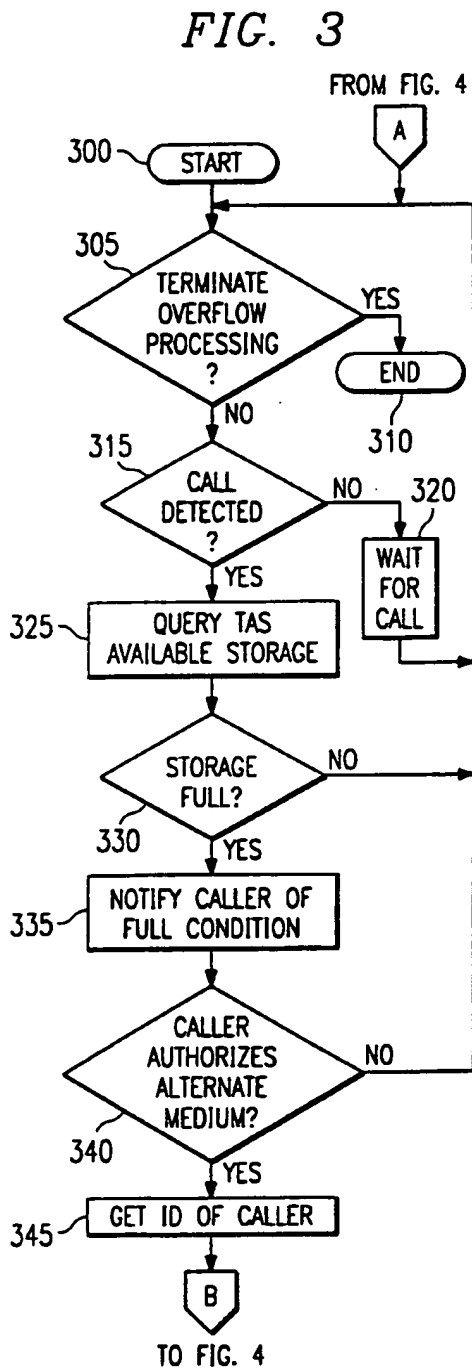 FIG. 3
FROM FIG. 4
A
300
START
305
TERMINATE
OVERFLOW
PROCESSING
?
YES
END
310
NO
315
CALL
DETECTED
?
NO
320
WAIT
FOR
CALL
YES
325
QUERY TAS
AVAILABLE STORAGE
STORAGE
FULL?
NO
330
YES
335
NOTIFY CALLER OF
FULL CONDITION
CALLER
AUTHORIZES
ALTERNATE
MEDIUM?
NO
340
YES
345
GET ID OF CALLER
B
TO FIG. 4